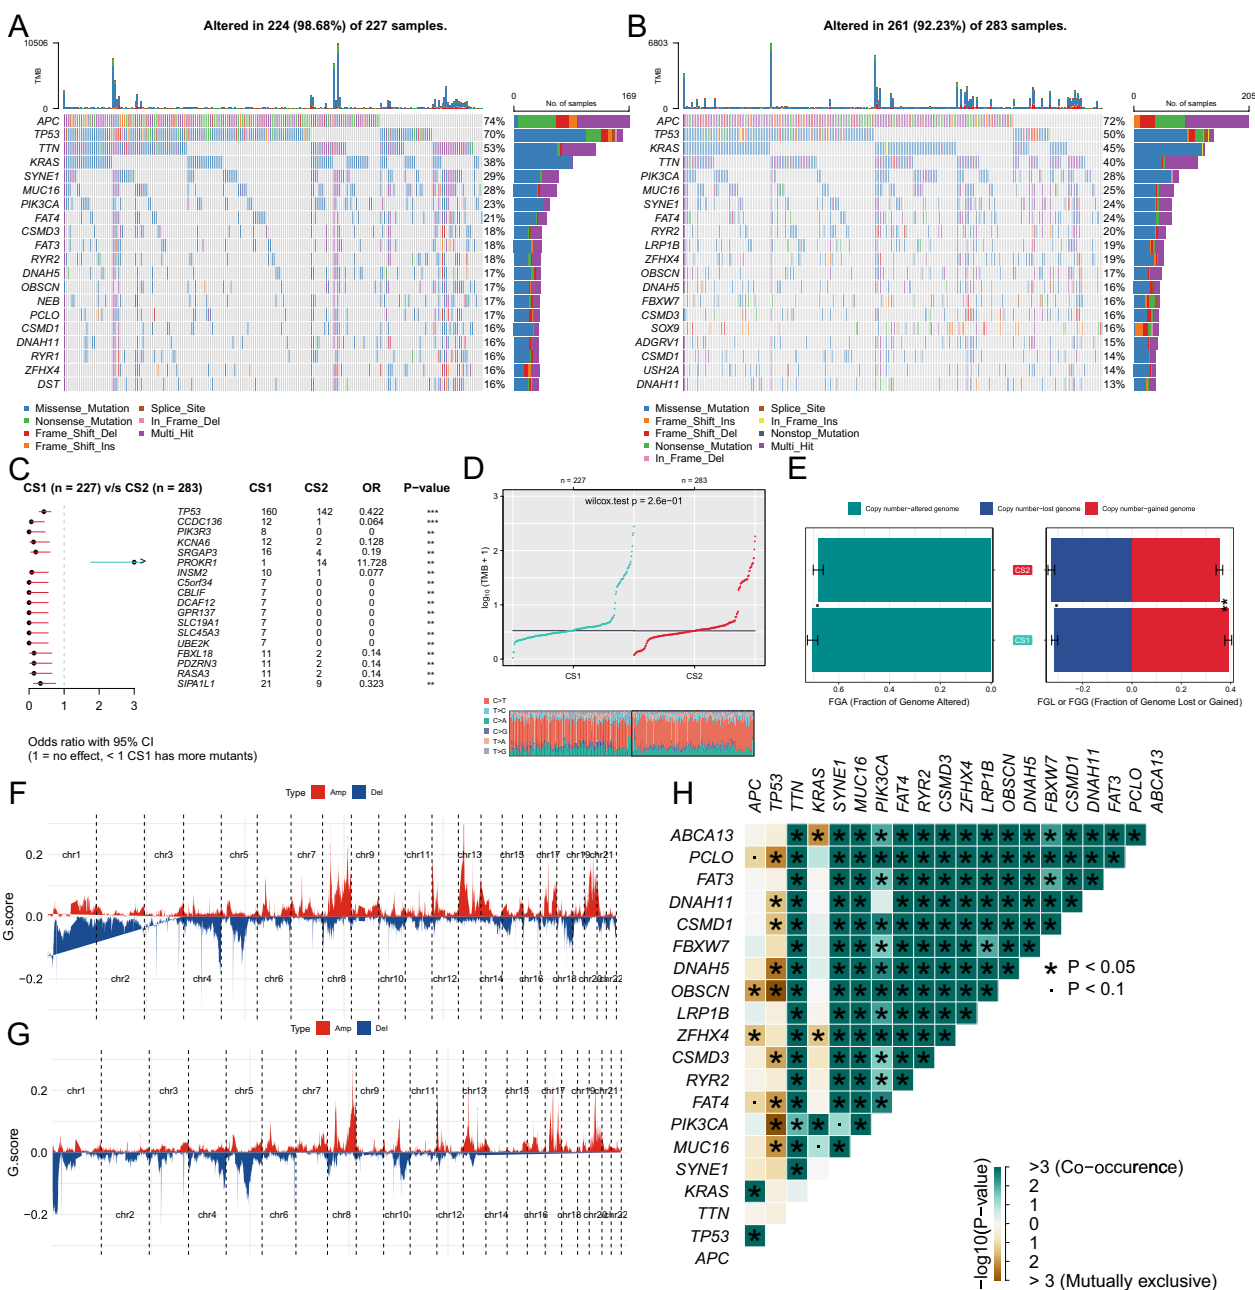 A
Altered in 224 (98.68%) of 227 samples.
10506
TMB
0
0
169
No. of samples
APC 74%
TP53 70%
TTN 53%
KRAS 38%
SYNE1 29%
MUC16 28%
PIK3CA 23%
FAT4 21%
CSMD3 18%
FAT3 18%
RYR2 18%
DNAH5 17%
OBSCN 17%
NEB 17%
PCLO 17%
CSMD1 16%
DNAH11 16%
RYR1 16%
ZFHX4 16%
DST 16%
Missense_Mutation Splice_Site
Nonsense_Mutation In_Frame_Del
Frame_Shift_Del Multi_Hit
Frame_Shift_Ins
B
Altered in 261 (92.23%) of 283 samples.
6803
TMB
0
0
205
No. of samples
APC 72%
TP53 50%
KRAS 45%
TTN 40%
PIK3CA 28%
MUC16 25%
SYNE1 24%
FAT4 24%
RYR2 20%
LRP1B 19%
ZFHX4 19%
OBSCN 17%
DNAH5 16%
FBXW7 16%
CSMD3 16%
SOX9 16%
ADGRV1 15%
CSMD1 14%
USH2A 14%
DNAH11 13%
Missense_Mutation Splice_Site
Frame_Shift_Ins In_Frame_Ins
Frame_Shift_Del Nonstop_Mutation
Nonsense_Mutation Multi_Hit
In_Frame_Del
C
CS1 (n = 227) v/s CS2 (n = 283) CS1 CS2 OR P-value
TP53 160 142 0.422 ***
CCDC136 12 1 0.064 ***
PIK3R3 8 0 0 **
KCNA6 12 2 0.128 **
SRGAP3 16 4 0.19 **
PROKR1 1 14 11.728 **
INSM2 10 1 0.077 **
C5orf34 7 0 0 **
CBLIF 7 0 0 **
DCAF12 7 0 0 **
GPR137 7 0 0 **
SLC19A1 7 0 0 **
SLC45A3 7 0 0 **
UBE2K 7 0 0 **
FBXL18 11 2 0.14 **
PDZRN3 11 2 0.14 **
RASA3 11 2 0.14 **
SIPA1L1 21 9 0.323 **
0 1 3
Odds ratio with 95% CI
(1 = no effect, < 1 CS1 has more mutants)
D
n = 227 n = 283
wilcox.test p = 2.6e−01
log10 (TMB + 1)
3
2
1
0
CS1 CS2
C>T
T>C
C>A
C>G
T>A
T>G
E
Copy number-altered genome Copy number-lost genome Copy number-gained genome
CS2
CS1
**
0.6 0.4 0.2 0.0
FGA (Fraction of Genome Altered)
−0.2 0.0 0.2 0.4
FGL or FGG (Fraction of Genome Lost or Gained)
F
Type Amp Del
G.score
0.2
0.0
−0.2
chr1 chr3 chr5 chr7 chr9 chr11 chr13 chr15 chr17 chr19 chr21
chr2 chr4 chr6 chr8 chr10 chr12 chr14 chr16 chr18 chr20 chr22
G
Type Amp Del
G.score
0.2
0.0
−0.2
chr1 chr3 chr5 chr7 chr9 chr11 chr13 chr15 chr17 chr19 chr21
chr2 chr4 chr6 chr8 chr10 chr12 chr14 chr16 chr18 chr20 chr22
H
APC TP53 TTN KRAS SYNE1 MUC16 PIK3CA FAT4 RYR2 CSMD3 ZFHX4 LRP1B OBSCN DNAH5 FBXW7 CSMD1 DNAH11 FAT3 PCLO ABCA13
ABCA13
PCLO
FAT3
DNAH11
CSMD1
FBXW7
DNAH5
OBSCN
LRP1B
ZFHX4
CSMD3
RYR2
FAT4
PIK3CA
MUC16
SYNE1
KRAS
TTN
TP53
APC
* P < 0.05
· P < 0.1
−log10(P−value)
>3 (Co−occurence)
2
1
0
1
2
> 3 (Mutually exclusive)